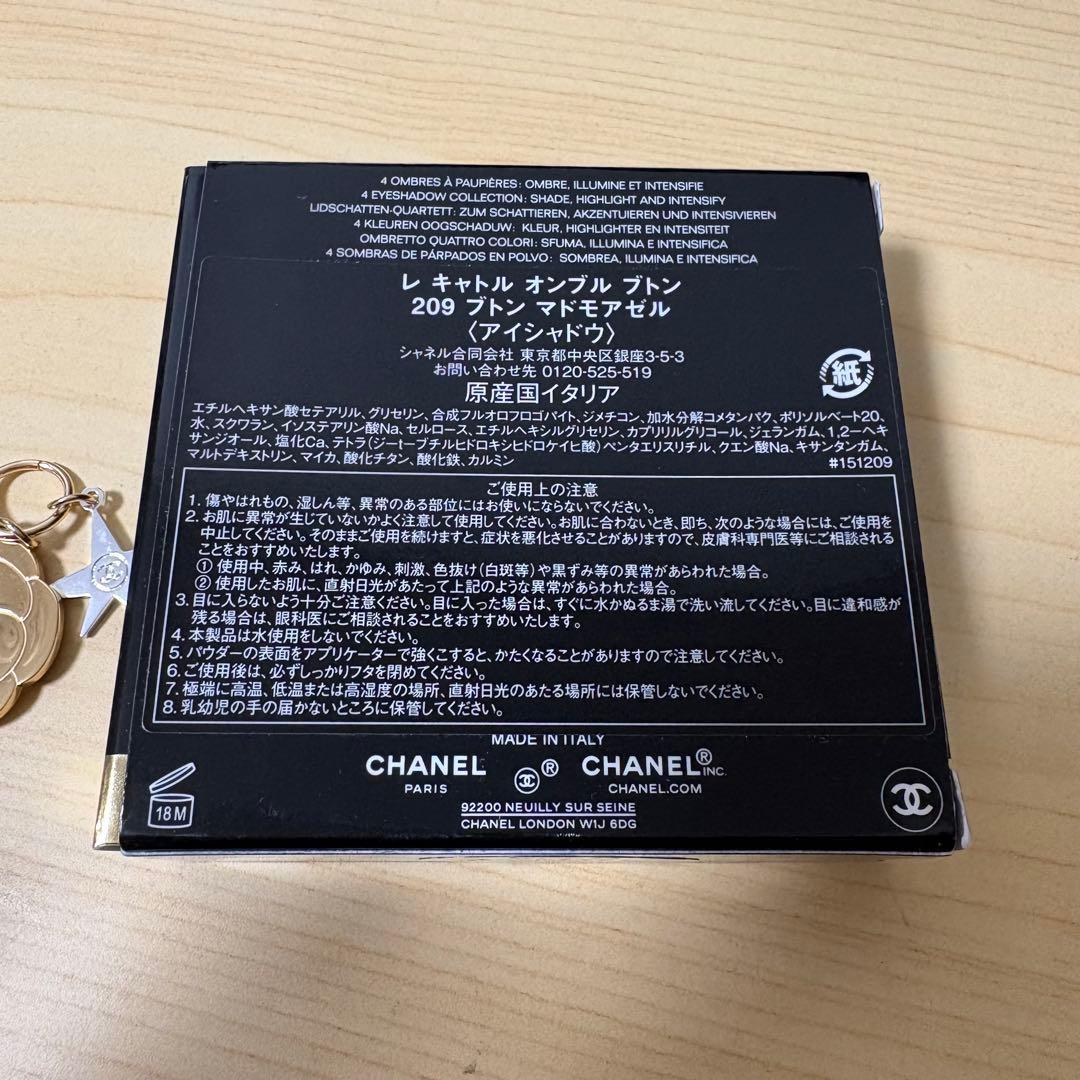 4 OMBRES À PAUPIÈRES: OMBRE, ILLUMINE ET INTENSIFIE
4 EYESHADOW COLLECTION: SHADE, HIGHLIGHT AND INTENSIFY
LIDSCHATTEN-QUARTETT: ZUM SCHATTIEREN, AKZENTUIEREN UND INTENSIVIEREN
4 KLEUREN OOGSCHADUW: KLEUR, HIGHLIGHTER EN INTENSITEIT
OMBRETTO QUATTRO COLORI: SFUMA, ILLUMINA E INTENSIFICA
4 SOMBRAS DE PÁRPADOS EN POLVO: SOMBREA, ILUMINA E INTENSIFICA
レ キャトル オンブル ブトン
209 ブトン マドモアゼル
〈アイシャドウ〉
シャネル合同会社 東京都中央区銀座3-5-3
お問い合わせ先 0120-525-519
原産国イタリア
紙
エチルヘキサン酸セテアリル、グリセリン、合成フルオロフロゴパイト、ジメチコン、加水分解コメタンパク、ポリソルベート20、
水、スクワラン、イソステアリン酸Na、セルロース、エチルヘキシルグリセリン、カプリリルグリコール、ジェランガム、1,2-ヘキ
サンジオール、塩化Ca、テトラ(ジ-t-ブチルヒドロキシヒドロケイヒ酸)ペンタエリスリチル、クエン酸Na、キサンタンガム、
マルトデキストリン、マイカ、酸化チタン、酸化鉄、カルミン #151209
ご使用上の注意
1. 傷やはれもの、湿しん等、異常のある部位にはお使いにならないでください。
2. お肌に異常が生じていないかよく注意して使用してください。お肌に合わないとき、即ち、次のような場合には、ご使用を
中止してください。そのままご使用を続けますと、症状を悪化させることがありますので、皮膚科専門医等にご相談される
ことをおすすめいたします。
① 使用中、赤み、はれ、かゆみ、刺激、色抜け(白斑等)や黒ずみ等の異常があらわれた場合。
② 使用したお肌に、直射日光があたって上記のような異常があらわれた場合。
3. 目に入らないよう十分ご注意ください。目に入った場合は、すぐに水かぬるま湯で洗い流してください。目に違和感が
残る場合は、眼科医にご相談されることをおすすめいたします。
4. 本製品は水使用をしないでください。
5. パウダーの表面をアプリケーターで強くこすると、かたくなることがありますので注意してください。
6. ご使用後は、必ずしっかりフタを閉めてください。
7. 極端に高温、低温または高湿度の場所、直射日光のあたる場所には保管しないでください。
8. 乳幼児の手の届かないところに保管してください。
MADE IN ITALY
CHANEL ® CHANEL® INC.
PARIS CHANEL.COM
92200 NEUILLY SUR SEINE
CHANEL LONDON W1J 6DG
18 M